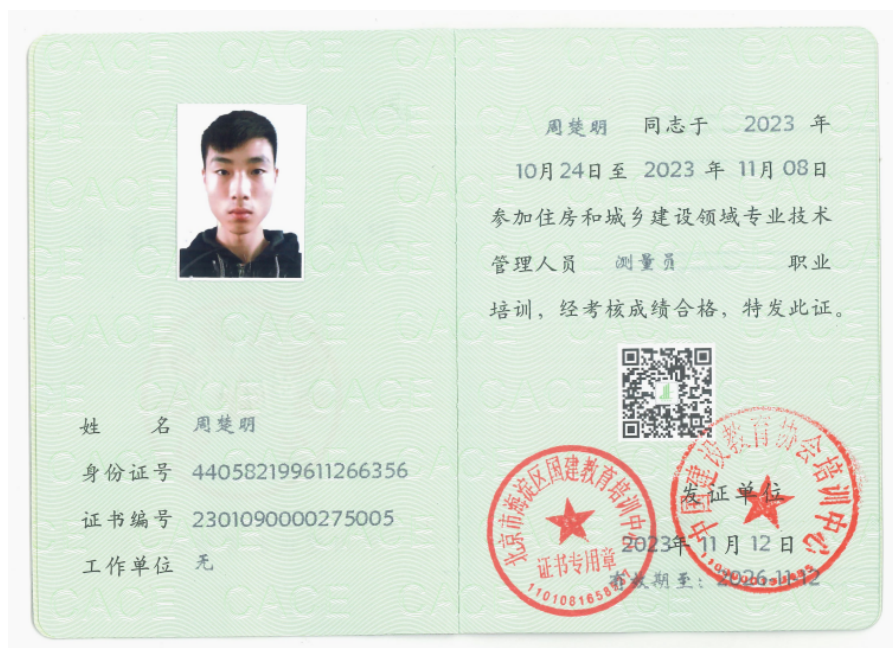 姓 名 周楚明
身份证号 440582199611266356
证书编号 2301090000275005
工作单位 无
周楚明 同志于 2023 年
10月24日至 2023 年 11月 08日
参加住房和城乡建设领域专业技术
管理人员 测量员 职业
培训，经考核成绩合格，特发此证。
发证单位
2023年 11 月 12 日
有效期至：2026-11-12
北京市海淀区国建教育培训中心
证书专用章
中国建设教育协会培训中心
CACE